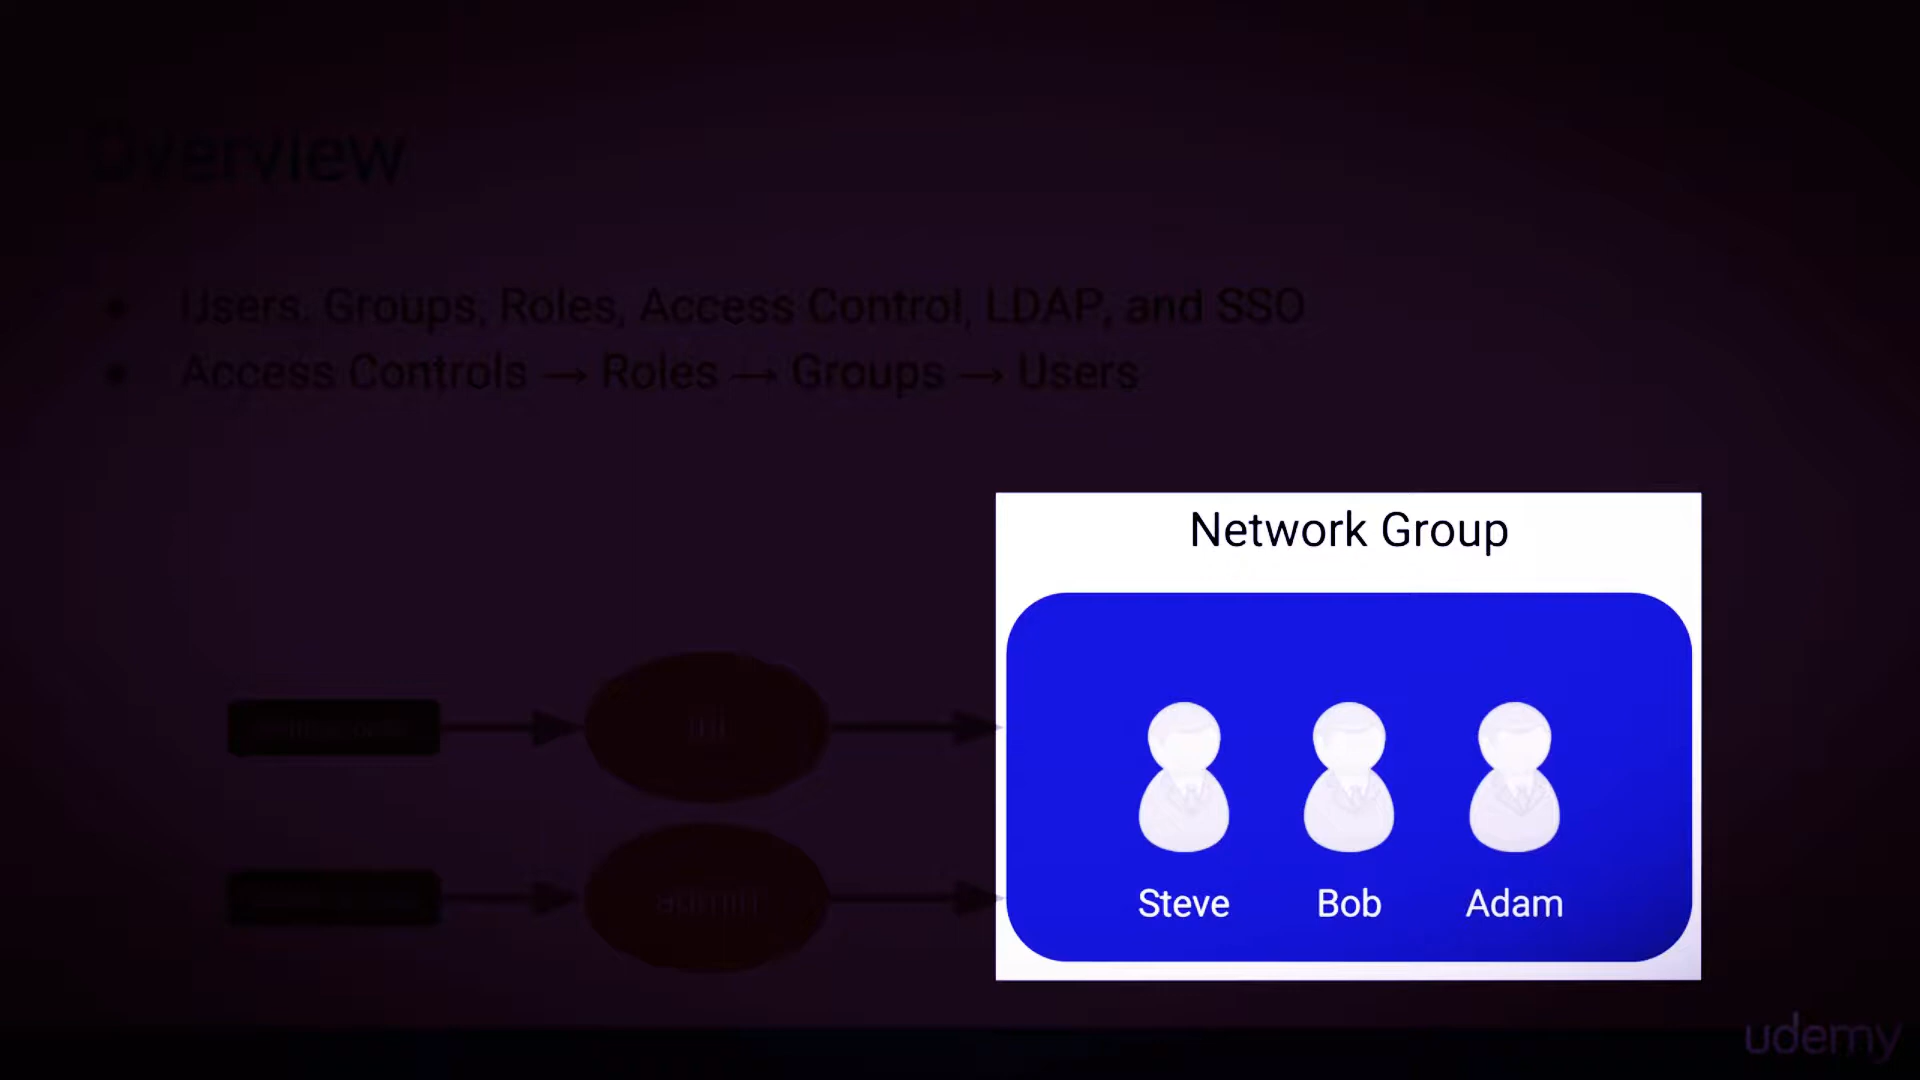 Overview
● Users, Groups, Roles, Access Control, LDAP, and SSO
● Access Controls → Roles → Groups → Users
Network Group
Steve Bob Adam
udemy